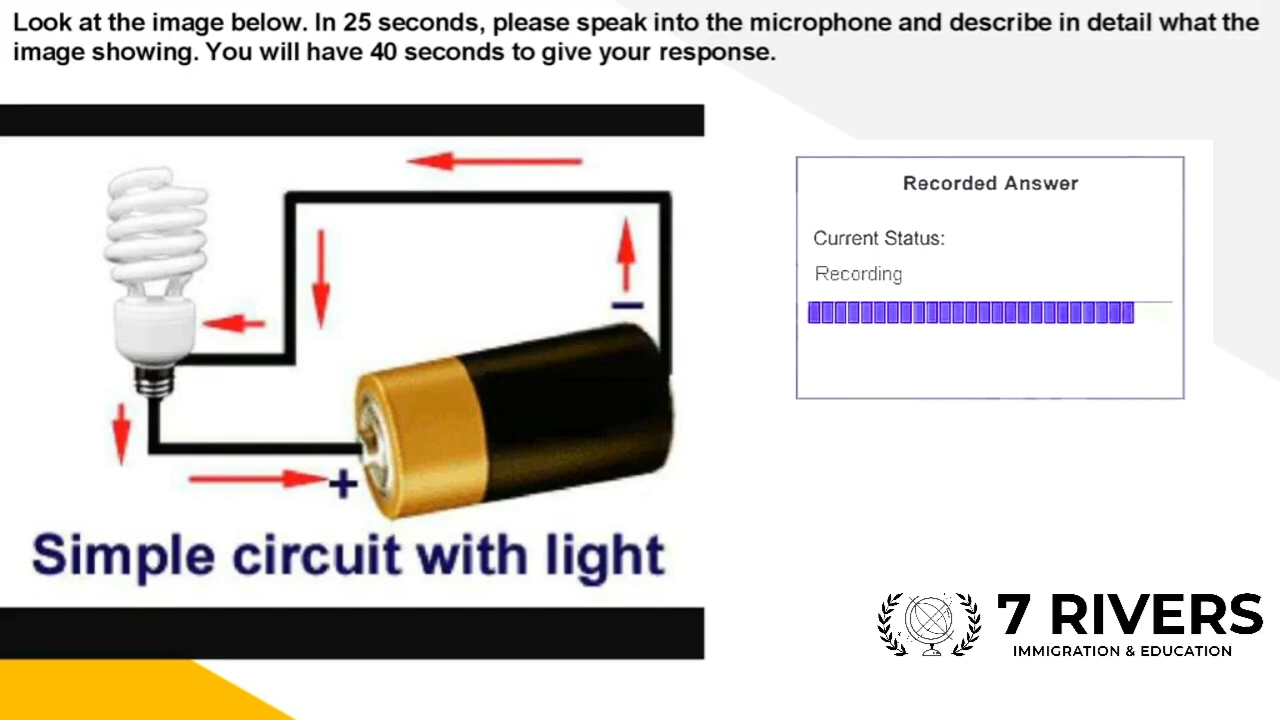 Look at the image below. In 25 seconds, please speak into the microphone and describe in detail what the
image showing. You will have 40 seconds to give your response.
Recorded Answer
Current Status:
Recording
−
+
Simple circuit with light
7 RIVERS
IMMIGRATION & EDUCATION